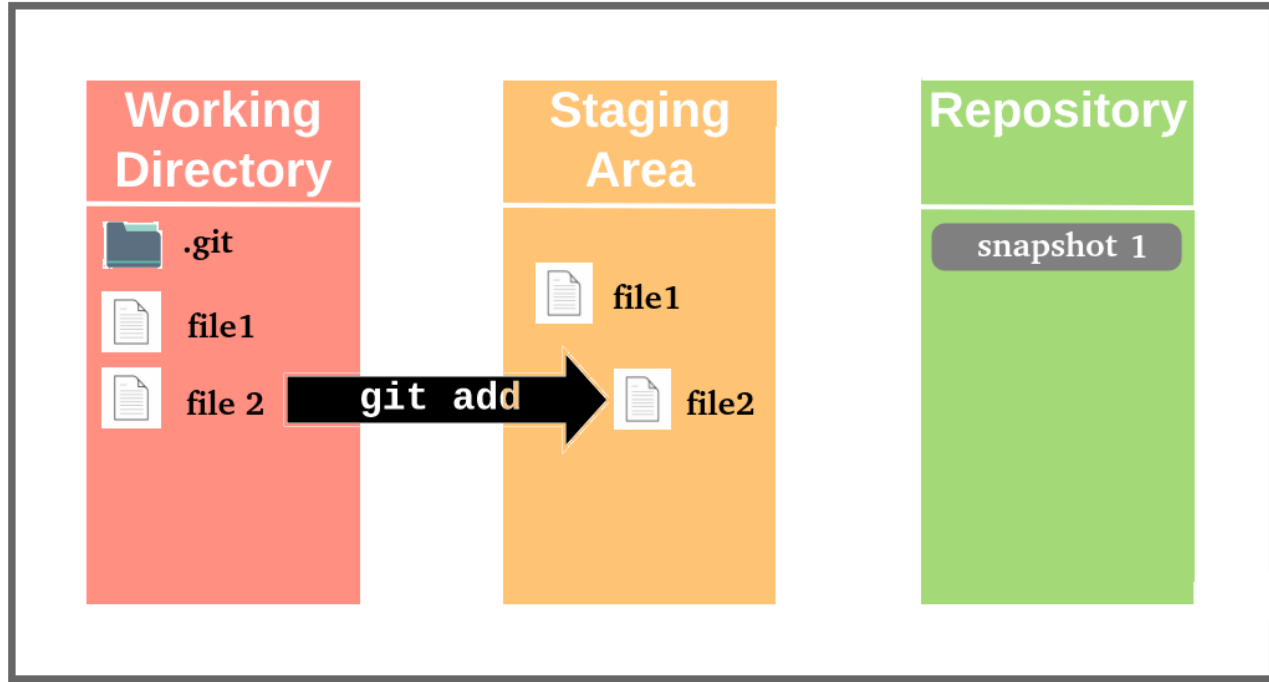 Working
Directory
.git
file1
file 2
git add
Staging
Area
file1
file2
Repository
snapshot 1